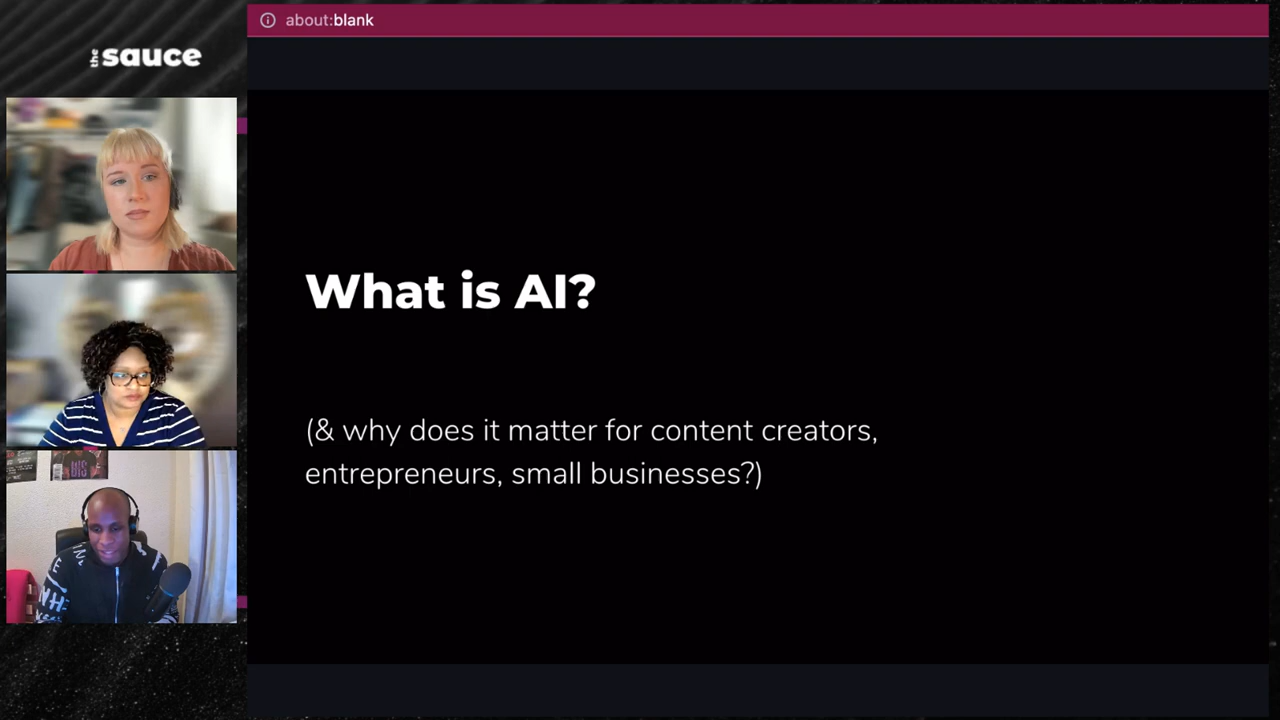 about:blank
the sauce
What is AI?
(& why does it matter for content creators,
entrepreneurs, small businesses?)